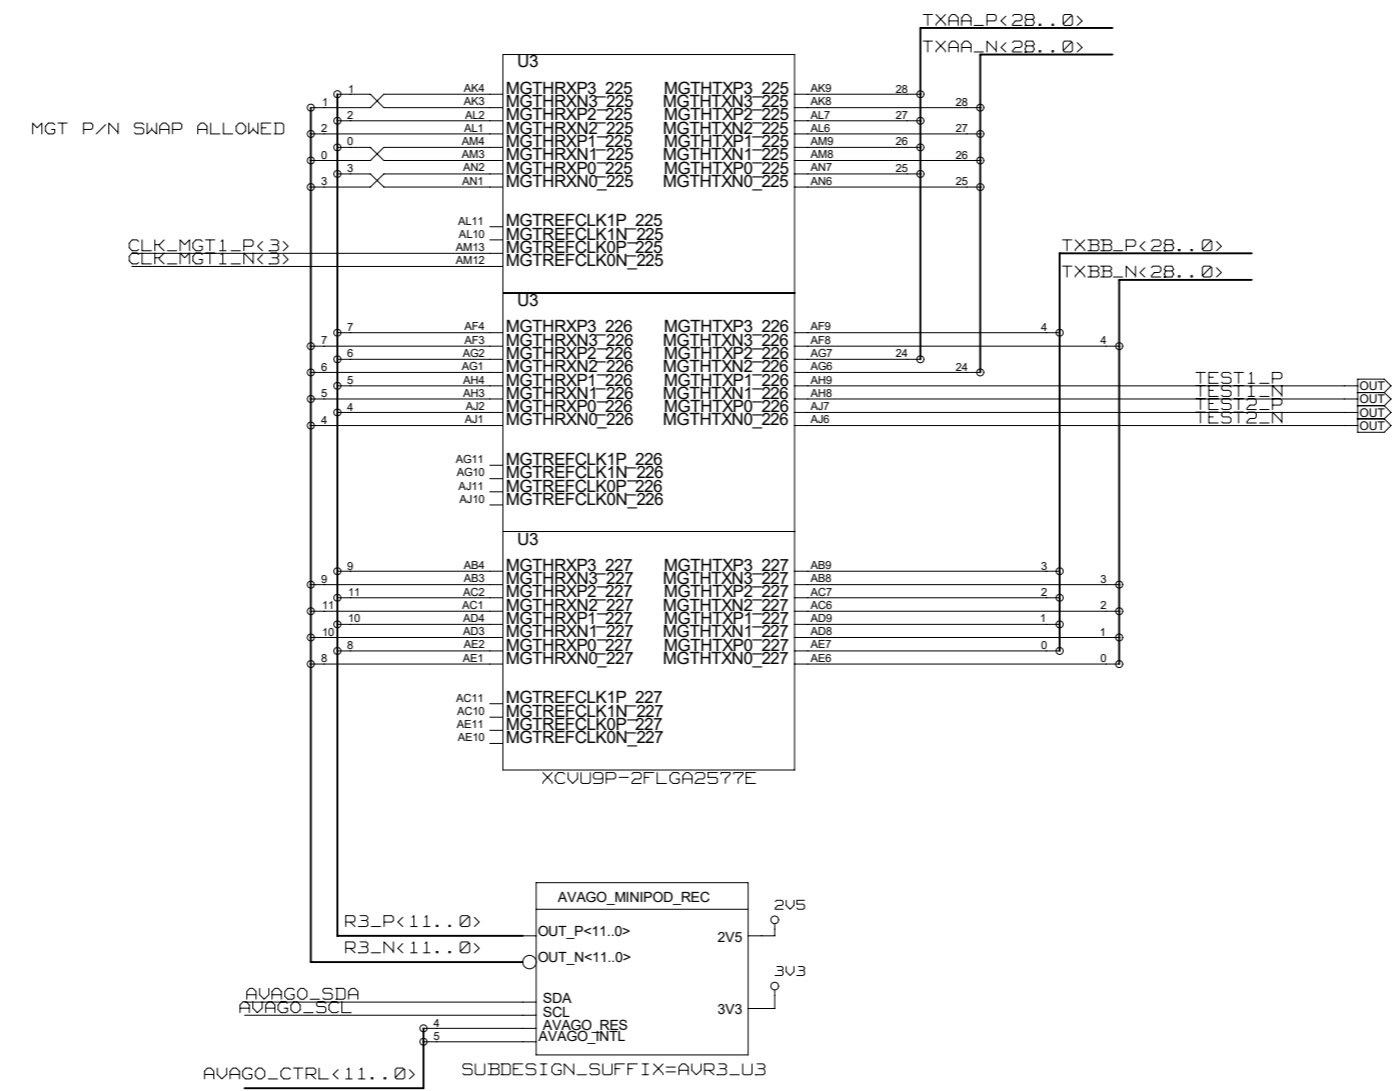 TXAA_P<28..0>
TXAA_N<28..0>
U3
1 AK4 MGTHRXP3_225 MGTHTXP3_225 AK9 28
1 AK3 MGTHRXN3_225 MGTHTXN3_225 AK8 28
2 AL2 MGTHRXP2_225 MGTHTXP2_225 AL7 27
MGT P/N SWAP ALLOWED
2 AL1 MGTHRXN2_225 MGTHTXN2_225 AL6 27
0 AM4 MGTHRXP1_225 MGTHTXP1_225 AM9 26
0 AM3 MGTHRXN1_225 MGTHTXN1_225 AM8 26
3 AN2 MGTHRXP0_225 MGTHTXP0_225 AN7 25
3 AN1 MGTHRXN0_225 MGTHTXN0_225 AN6 25
AL11 MGTREFCLK1P_225
AL10 MGTREFCLK1N_225
CLK_MGT1_P<3> AM13 MGTREFCLK0P_225
CLK_MGT1_N<3> AM12 MGTREFCLK0N_225
TXBB_P<28..0>
TXBB_N<28..0>
U3
7 AF4 MGTHRXP3_226 MGTHTXP3_226 AF9 4
7 AF3 MGTHRXN3_226 MGTHTXN3_226 AF8 4
6 AG2 MGTHRXP2_226 MGTHTXP2_226 AG7 24
6 AG1 MGTHRXN2_226 MGTHTXN2_226 AG6 24
5 AH4 MGTHRXP1_226 MGTHTXP1_226 AH9 TEST1_P OUT
5 AH3 MGTHRXN1_226 MGTHTXN1_226 AH8 TEST1_N OUT
4 AJ2 MGTHRXP0_226 MGTHTXP0_226 AJ7 TEST2_P OUT
4 AJ1 MGTHRXN0_226 MGTHTXN0_226 AJ6 TEST2_N OUT
AG11 MGTREFCLK1P_226
AG10 MGTREFCLK1N_226
AJ11 MGTREFCLK0P_226
AJ10 MGTREFCLK0N_226
U3
9 AB4 MGTHRXP3_227 MGTHTXP3_227 AB9 3
9 AB3 MGTHRXN3_227 MGTHTXN3_227 AB8 3
11 AC2 MGTHRXP2_227 MGTHTXP2_227 AC7 2
11 AC1 MGTHRXN2_227 MGTHTXN2_227 AC6 2
10 AD4 MGTHRXP1_227 MGTHTXP1_227 AD9 1
10 AD3 MGTHRXN1_227 MGTHTXN1_227 AD8 1
8 AE2 MGTHRXP0_227 MGTHTXP0_227 AE7 0
8 AE1 MGTHRXN0_227 MGTHTXN0_227 AE6 0
AC11 MGTREFCLK1P_227
AC10 MGTREFCLK1N_227
AE11 MGTREFCLK0P_227
AE10 MGTREFCLK0N_227
XCVU9P-2FLGA2577E
AVAGO_MINIPOD_REC
2V5
R3_P<11..0> OUT_P<11..0> 2V5
R3_N<11..0> OUT_N<11..0>
3V3
AVAGO_SDA SDA
AVAGO_SCL SCL 3V3
4 AVAGO_RES
5 AVAGO_INTL
AVAGO_CTRL<11..0>
SUBDESIGN_SUFFIX=AVR3_U3